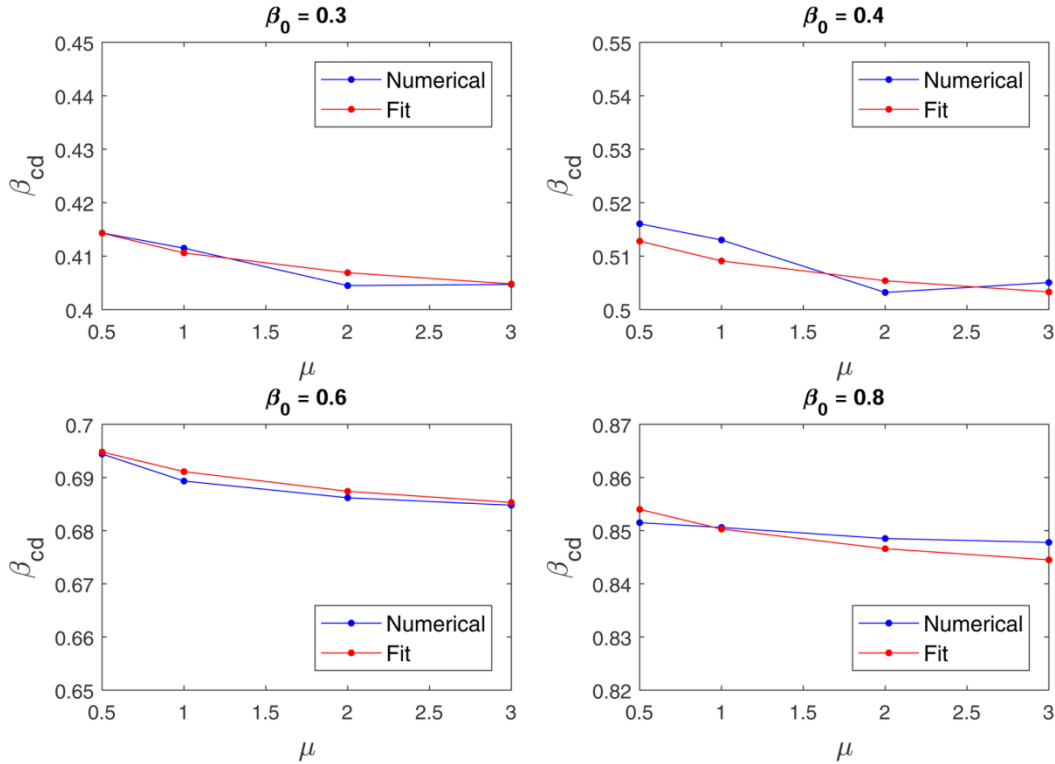 β₀ = 0.3
0.45
0.44
0.43
0.42
0.41
0.4
β_cd
Numerical
Fit
0.5 1 1.5 2 2.5 3
μ
β₀ = 0.4
0.55
0.54
0.53
0.52
0.51
0.5
β_cd
Numerical
Fit
0.5 1 1.5 2 2.5 3
μ
β₀ = 0.6
0.7
0.69
0.68
0.67
0.66
0.65
β_cd
Numerical
Fit
0.5 1 1.5 2 2.5 3
μ
β₀ = 0.8
0.87
0.86
0.85
0.84
0.83
0.82
β_cd
Numerical
Fit
0.5 1 1.5 2 2.5 3
μ